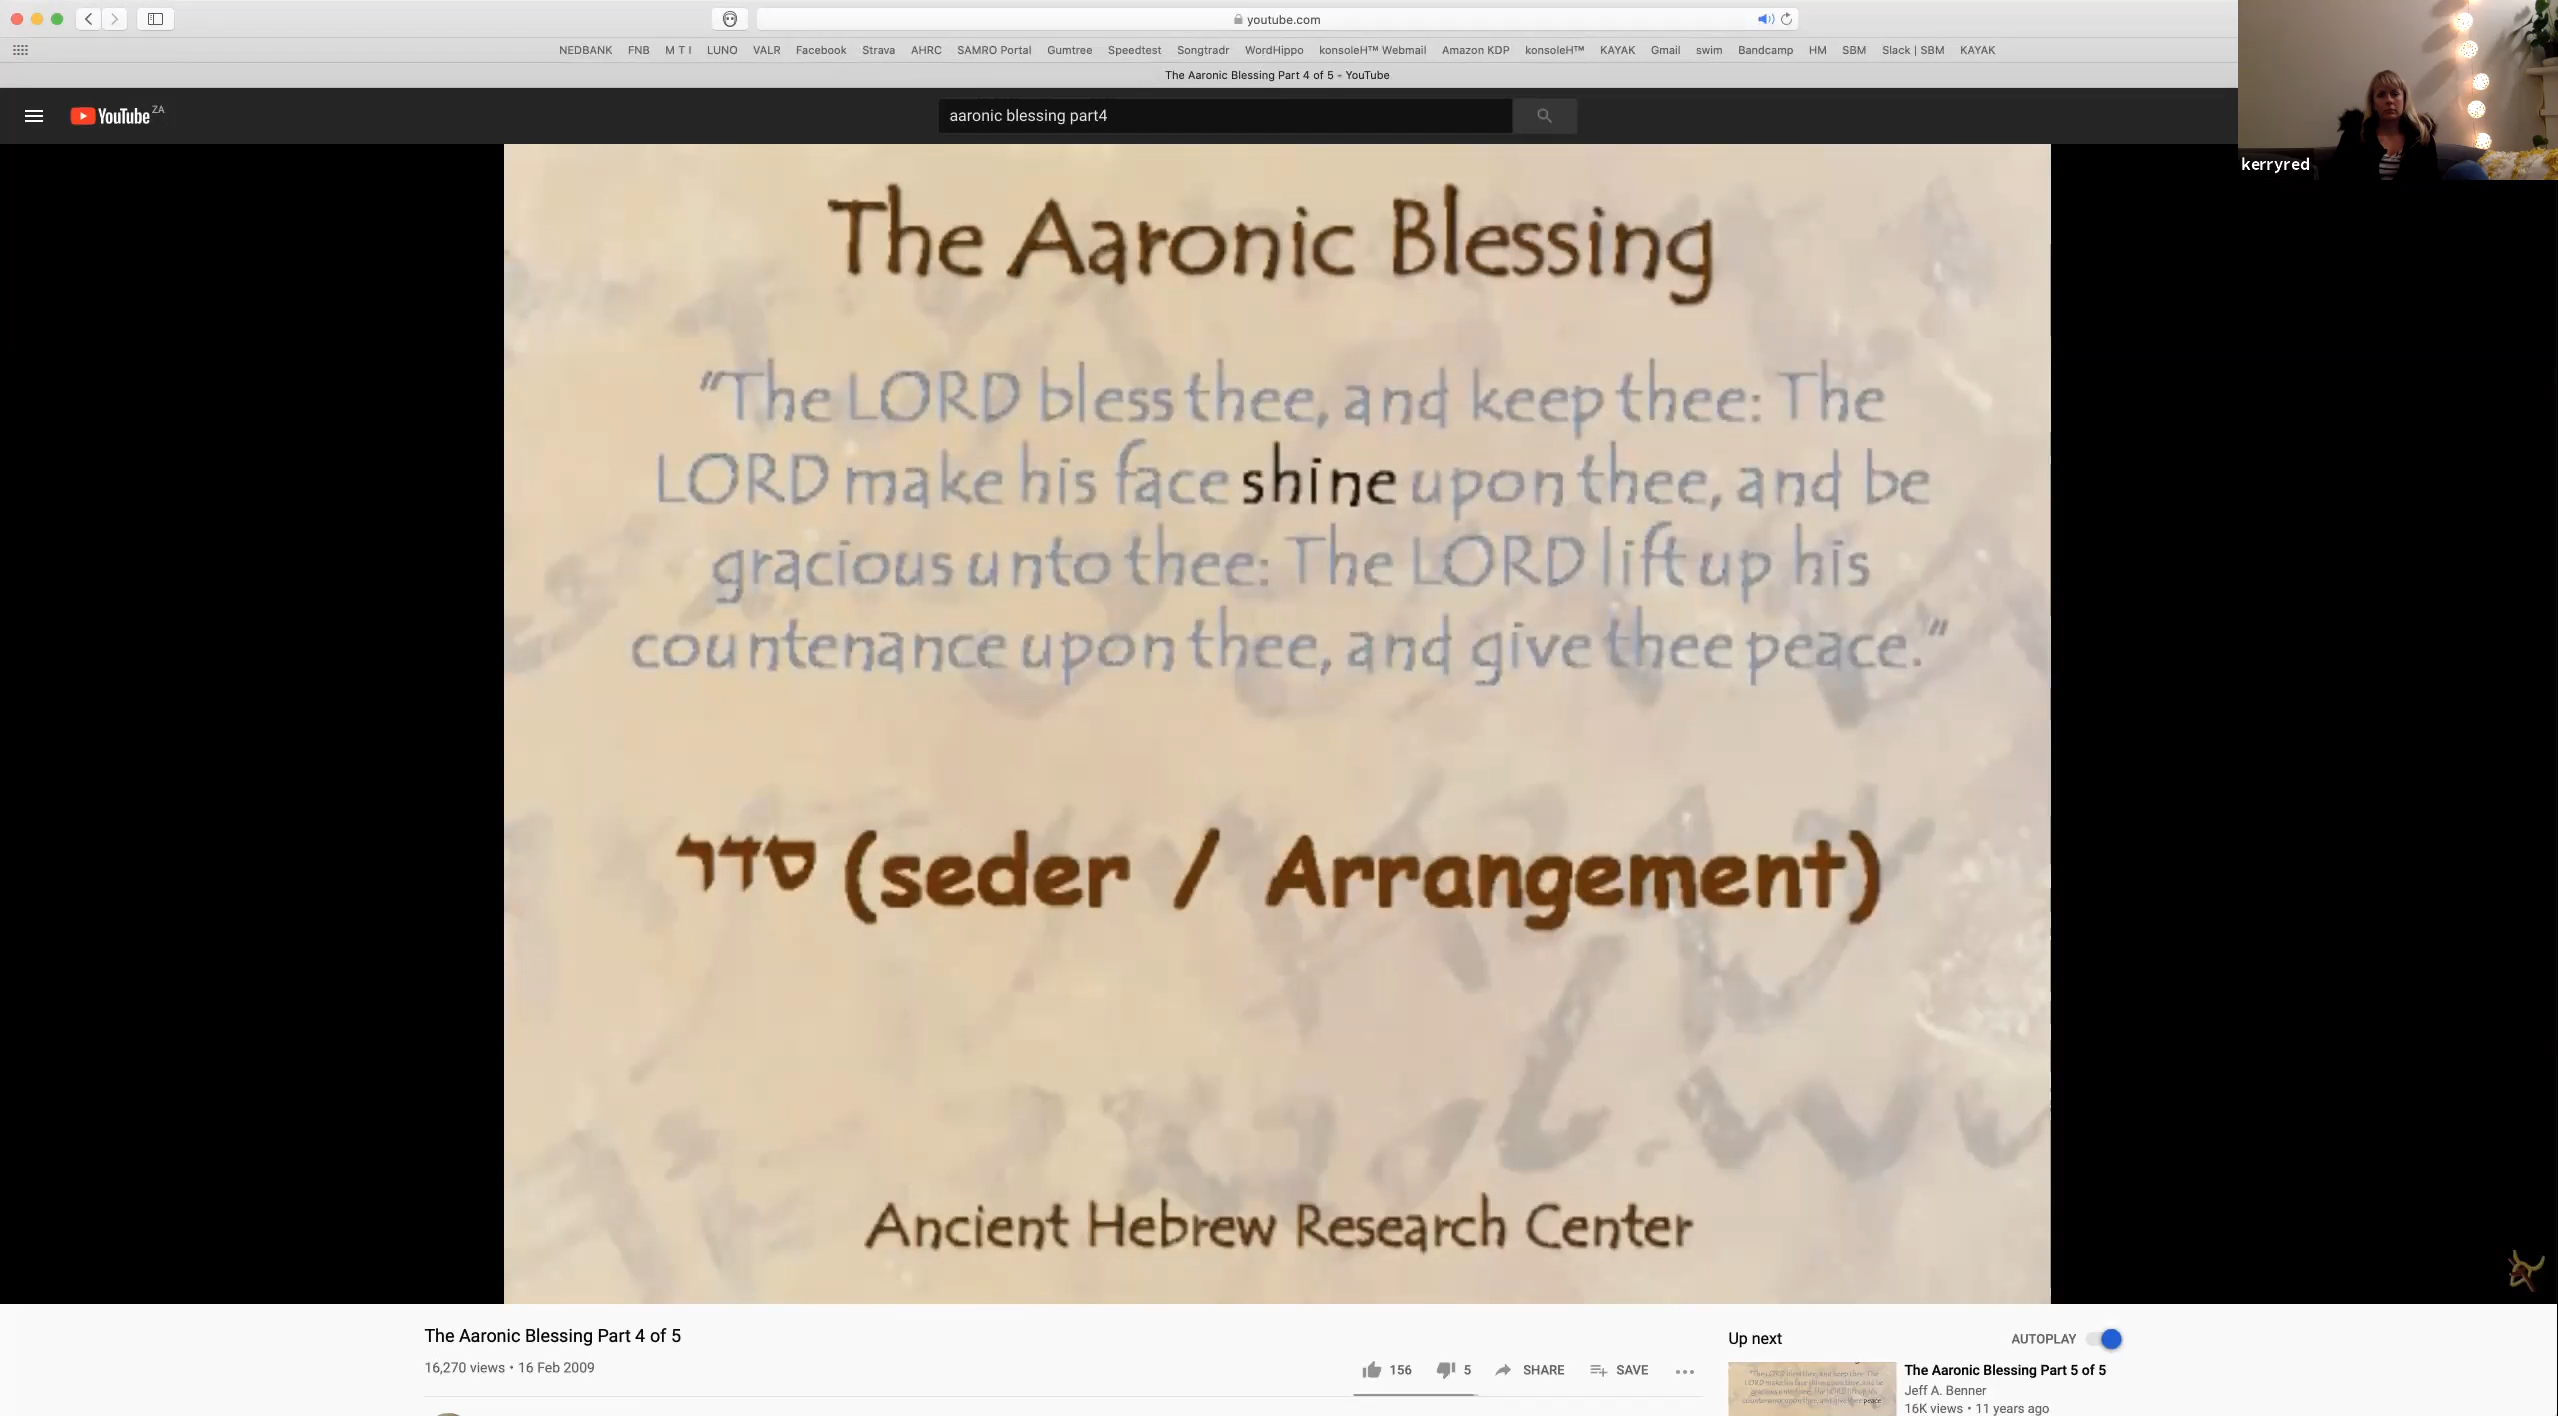 youtube.com
NEDBANK FNB M T I LUNO VALR Facebook Strava AHRC SAMRO Portal Gumtree Speedtest Songtradr WordHippo konsoleH™ Webmail Amazon KDP konsoleH™ KAYAK Gmail swim Bandcamp HM SBM Slack | SBM KAYAK
The Aaronic Blessing Part 4 of 5 - YouTube
YouTube ZA
aaronic blessing part4
kerryred
The Aaronic Blessing
"The LORD bless thee, and keep thee: The
LORD make his face shine upon thee, and be
gracious unto thee: The LORD lift up his
countenance upon thee, and give thee peace."
סדר (seder / Arrangement)
Ancient Hebrew Research Center
The Aaronic Blessing Part 4 of 5
16,270 views • 16 Feb 2009
156 5 SHARE SAVE
Up next AUTOPLAY
The Aaronic Blessing Part 5 of 5
Jeff A. Benner
16K views • 11 years ago